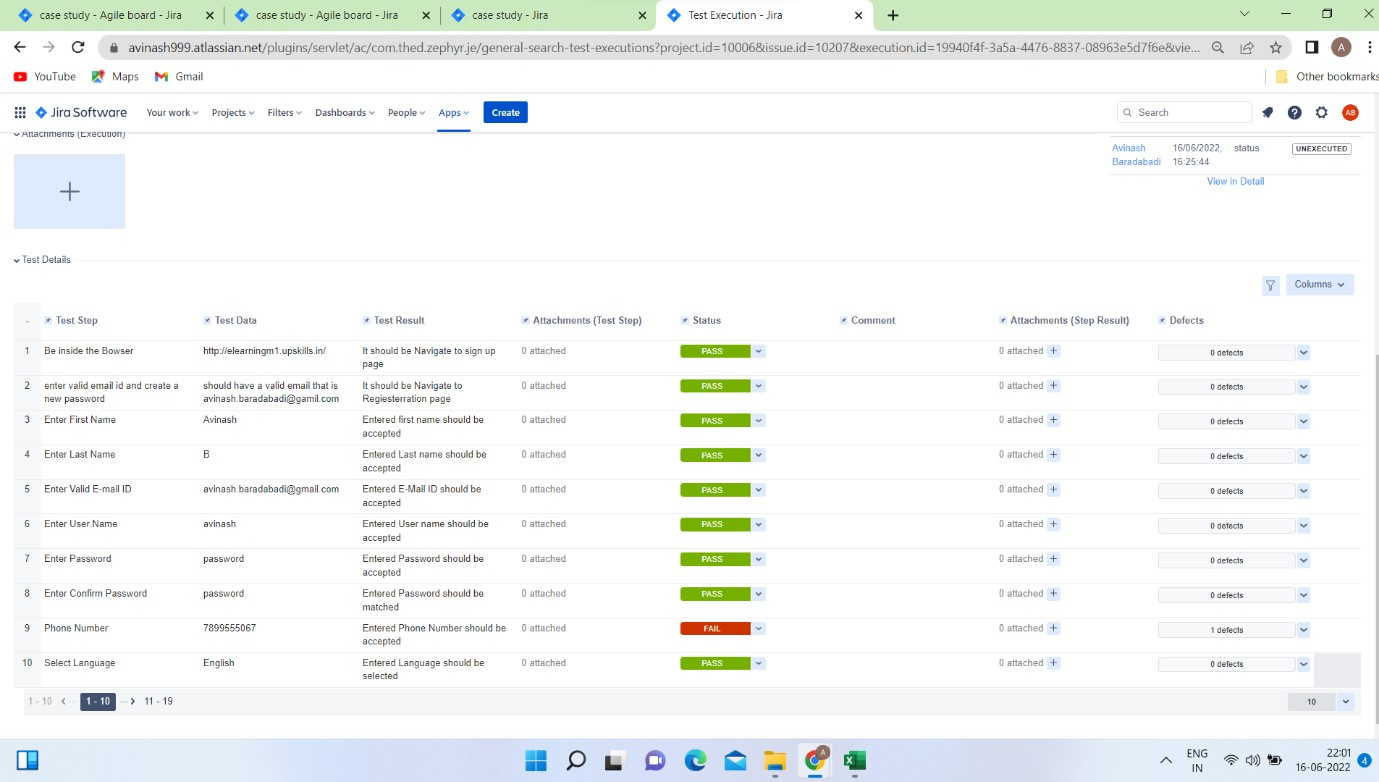 case study - Agile board - Jira
case study - Agile board - Jira
case study - Jira
Test Execution - Jira
avinash999.atlassian.net/plugins/servlet/ac/com.thed.zephyr.je/general-search-test-executions?project.id=10006&issue.id=10207&execution.id=19940f4f-3a5a-4476-8837-08963e5d7f6e&vie...
A
YouTube Maps Gmail
Other bookmarks
Jira Software Your work Projects Filters Dashboards People Apps Create Search AB
Attachments (Execution)
Avinash Baradabadi
16/06/2022, 16:25:44
status
UNEXECUTED
View in Detail
Test Details
Columns
- Test Step Test Data Test Result Attachments (Test Step) Status Comment Attachments (Step Result) Defects
1 Be inside the Bowser http://elearningm1.upskills.in/ It should be Navigate to sign up 0 attached PASS 0 attached 0 defects
page
2 enter valid email id and create a should have a valid email that is It should be Navigate to 0 attached PASS 0 attached 0 defects
new password avinash.baradabadi@gamil.com Regiesterration page
3 Enter First Name Avinash Entered first name should be 0 attached PASS 0 attached 0 defects
accepted
4 Enter Last Name B Entered Last name should be 0 attached PASS 0 attached 0 defects
accepted
5 Enter Valid E-mail ID avinash.baradabadi@gmail.com Entered E-Mail ID should be 0 attached PASS 0 attached 0 defects
accepted
6 Enter User Name avinash Entered User name should be 0 attached PASS 0 attached 0 defects
accepted
7 Enter Password password Entered Password should be 0 attached PASS 0 attached 0 defects
accepted
8 Enter Confirm Password password Entered Password should be 0 attached PASS 0 attached 0 defects
matched
9 Phone Number 7899555067 Entered Phone Number should be 0 attached FAIL 0 attached 1 defects
accepted
10 Select Language English Entered Language should be 0 attached PASS 0 attached 0 defects
selected
1 - 10 1 - 10 ... 11 - 19 10
A
ENG
IN
22:01
16-06-2022
4